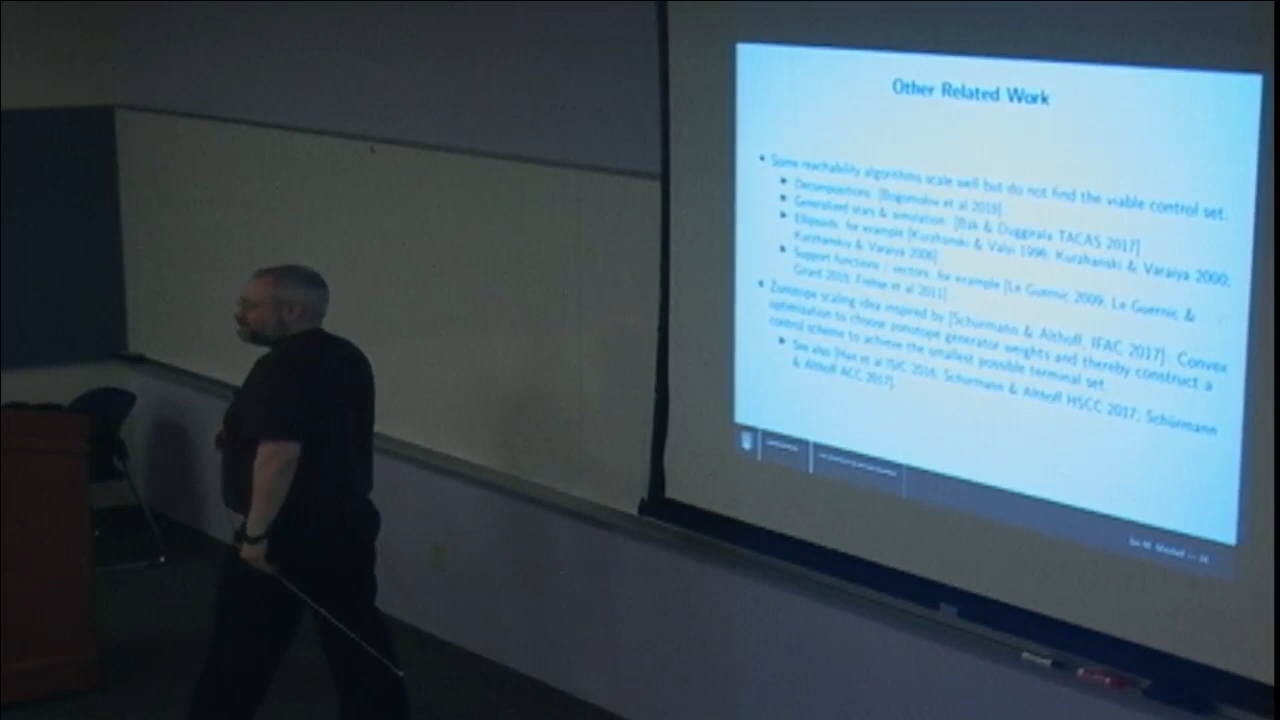 Other Related Work
• Some reachability algorithms scale well but do not find the viable control set.
▶ Decompositions [Bogomolov et al 2018]
▶ Generalized stars & simulation [Bak & Duggirala TACAS 2017]
▶ Ellipsoids: for example [Kurzhanski & Valyi 1996; Kurzhanski & Varaiya 2000;
Kurzhanskiy & Varaiya 2006]
▶ Support functions / vectors, for example [Le Guernic 2009; Le Guernic &
Girard 2010; Frehse et al 2011]
• Zonotope scaling idea inspired by [Schürmann & Althoff, IFAC 2017]: Convex
optimization to choose zonotope generator weights and thereby construct a
control scheme to achieve the smallest possible terminal set.
▶ See also [Han et al ISIC 2016; Schürmann & Althoff HSCC 2017; Schürmann
& Althoff ACC 2017].
Ian M. Mitchell —